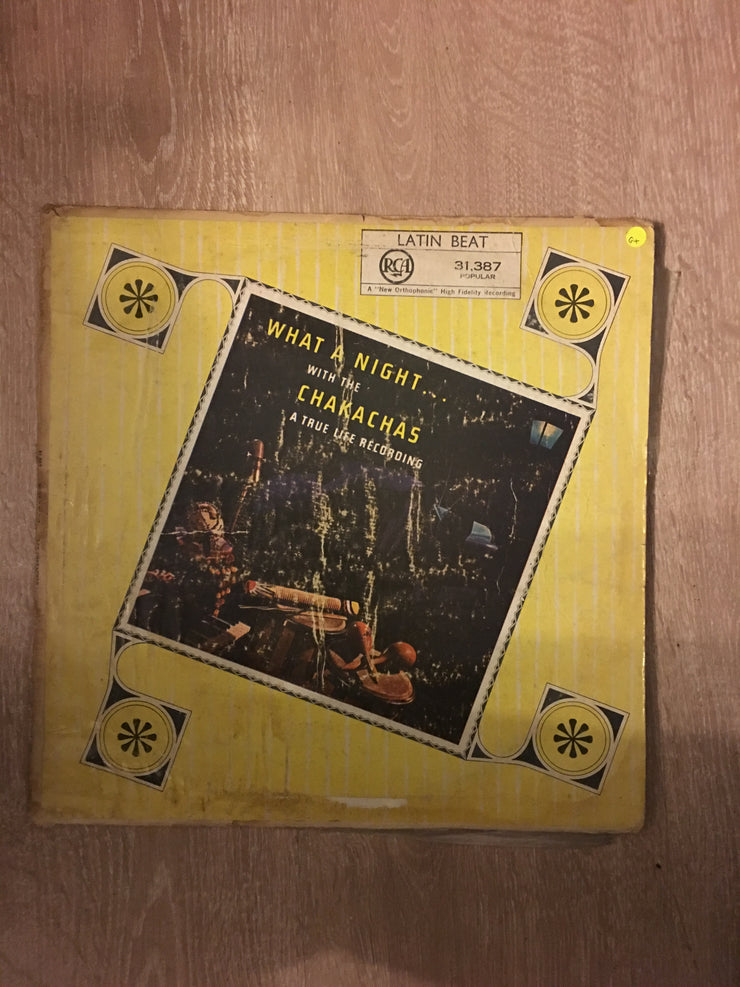 LATIN BEAT
G+
RCA
31,387
POPULAR
A "New Orthophonic" High Fidelity Recording
WHAT A NIGHT...
WITH THE
CHAKACHAS
A TRUE LIFE RECORDING